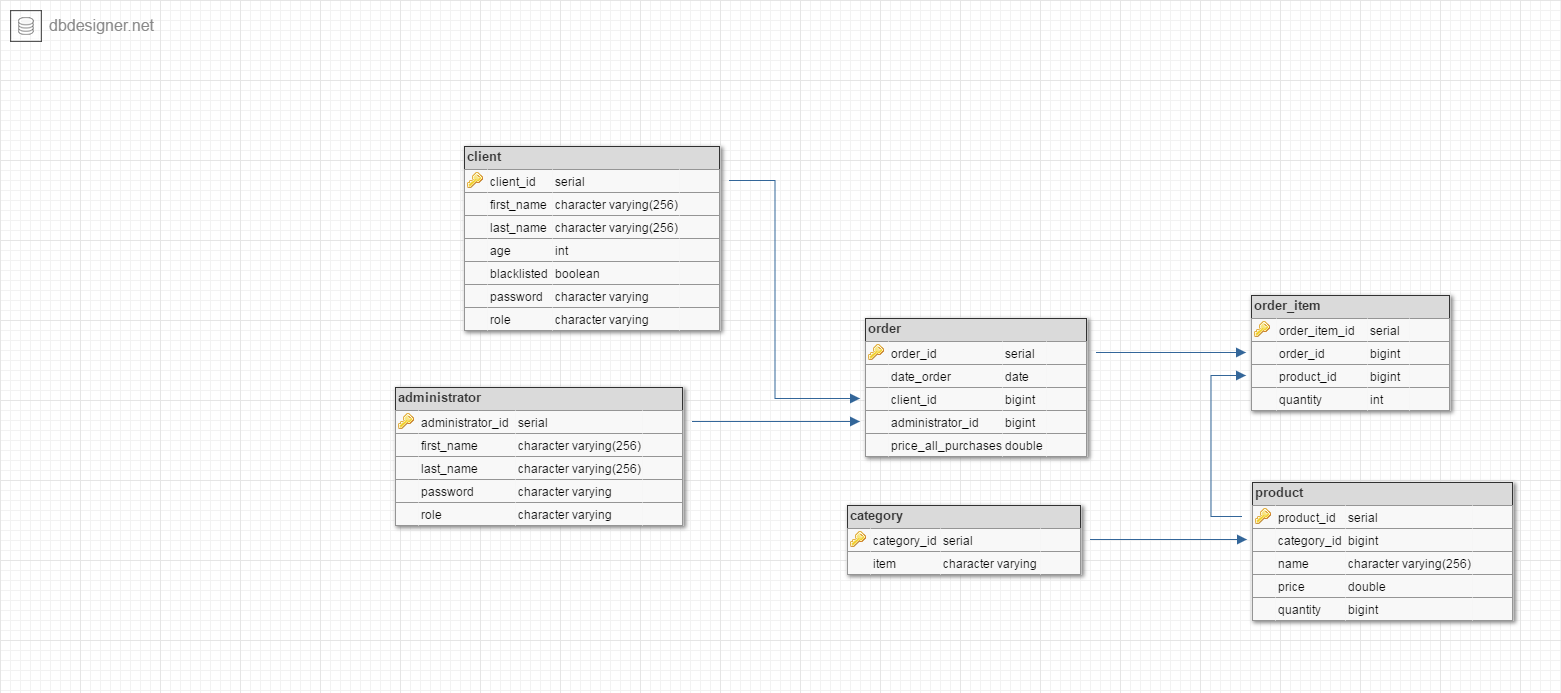 dbdesigner.net
client
client_id serial
first_name character varying(256)
last_name character varying(256)
age int
blacklisted boolean
password character varying
role character varying
administrator
administrator_id serial
first_name character varying(256)
last_name character varying(256)
password character varying
role character varying
order
order_id serial
date_order date
client_id bigint
administrator_id bigint
price_all_purchases double
category
category_id serial
item character varying
order_item
order_item_id serial
order_id bigint
product_id bigint
quantity int
product
product_id serial
category_id bigint
name character varying(256)
price double
quantity bigint